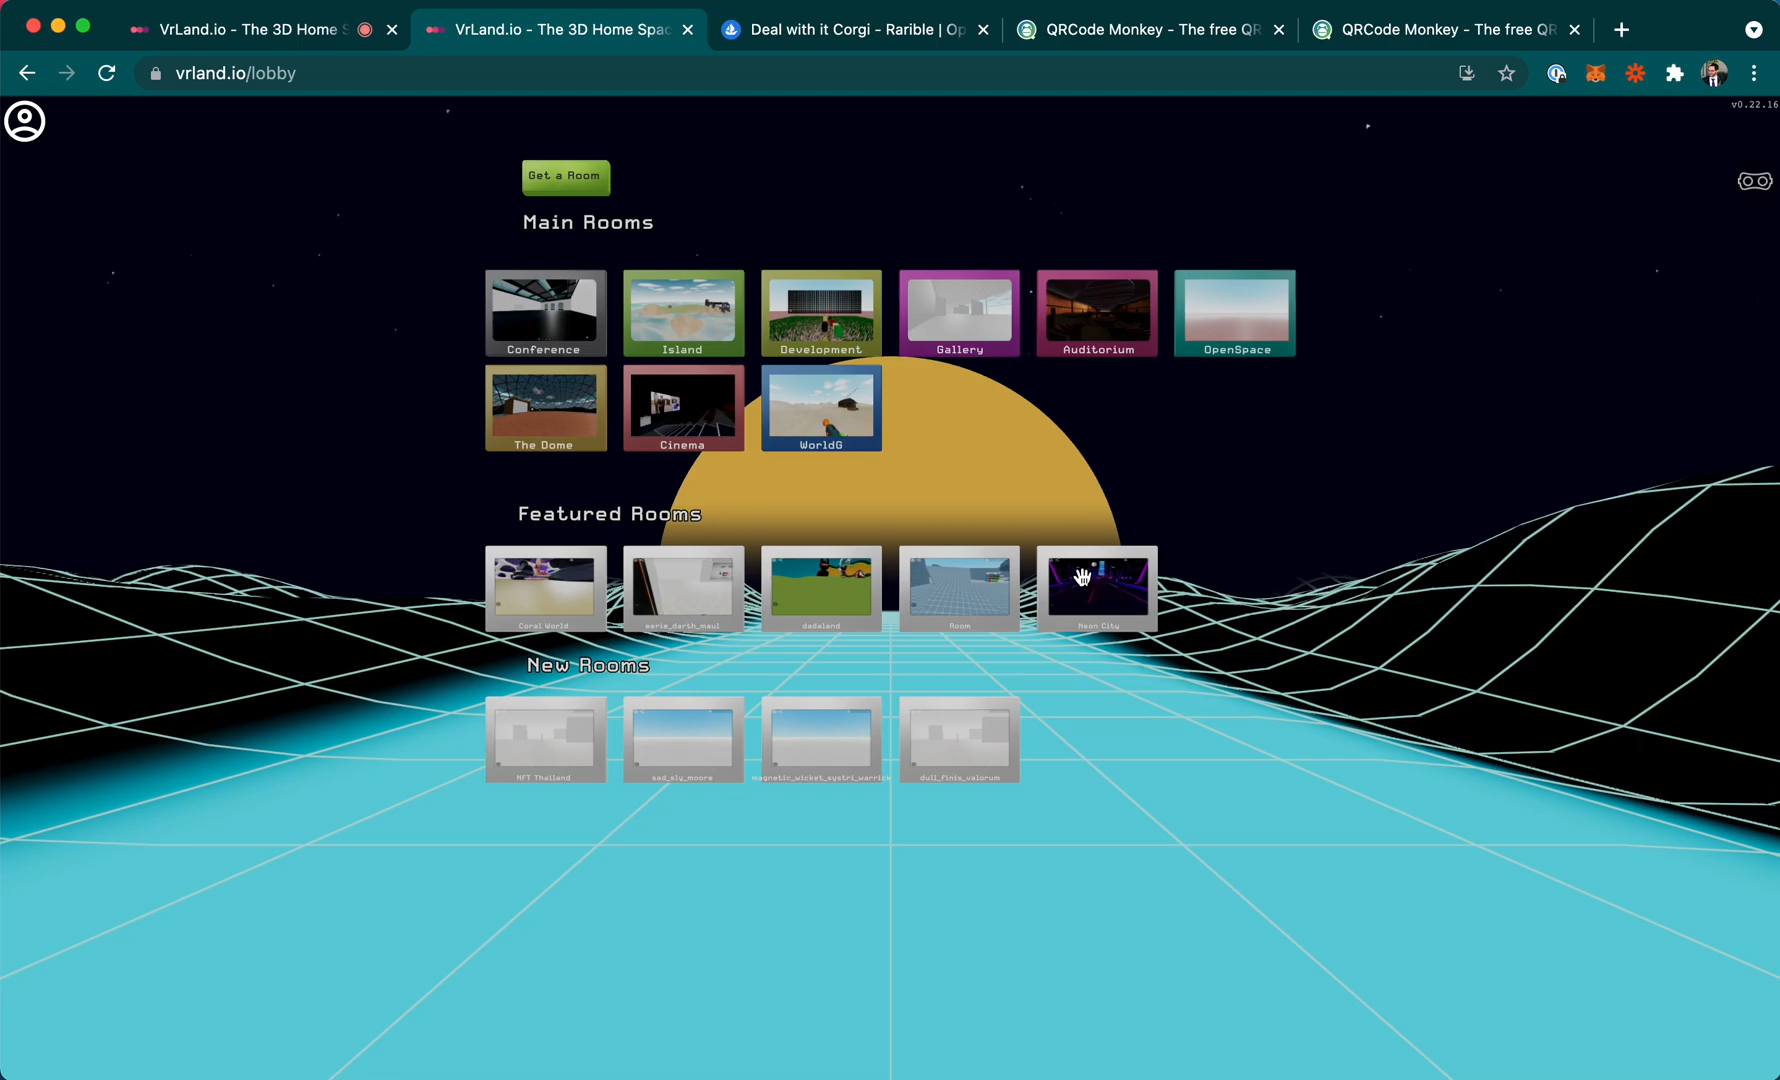 VrLand.io - The 3D Home S
VrLand.io - The 3D Home Spac
Deal with it Corgi - Rarible | Op
QRCode Monkey - The free QR
QRCode Monkey - The free QR
vrland.io/lobby
v0.22.16
Get a Room
Main Rooms
Conference
Island
Development
Gallery
Auditorium
OpenSpace
The Dome
Cinema
WorldG
Featured Rooms
Coral World
eerie_darth_maul
dadaland
Room
Neon City
New Rooms
NFT Thailand
sad_sly_moore
magnetic_wicket_systri_warrick
dull_finis_valorum